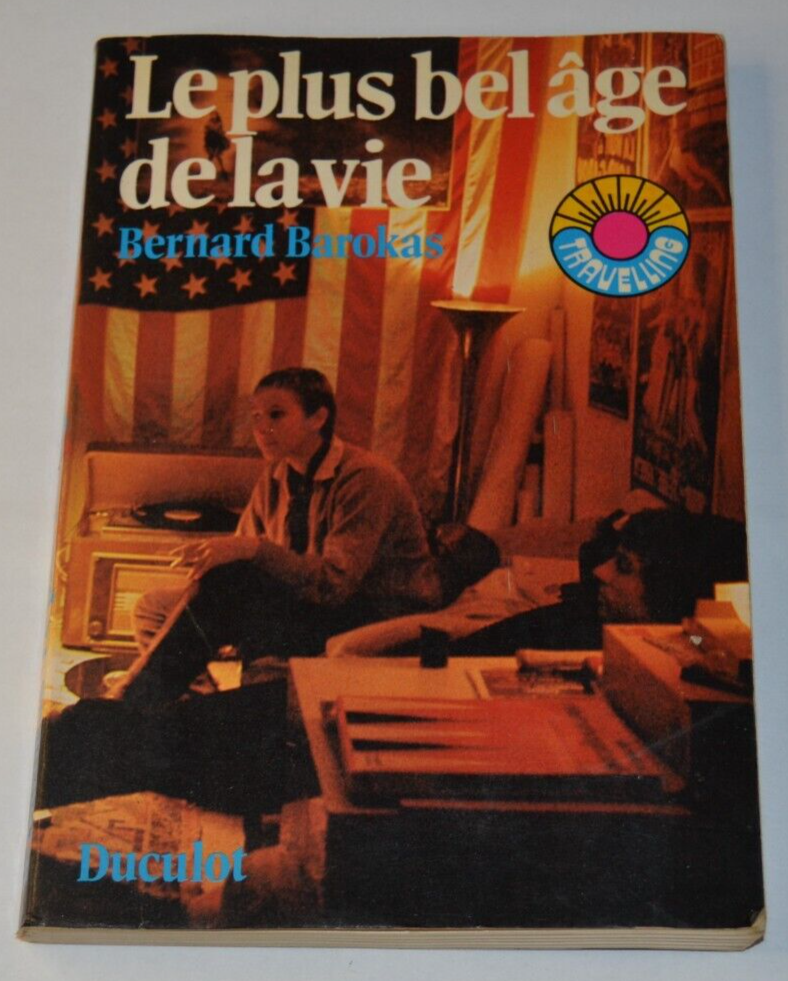 Le plus bel âge
de la vie
Bernard Barokas
TRAVELLING
Duculot